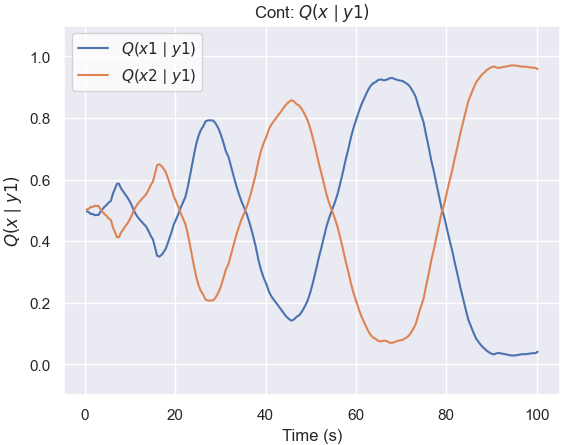 Cont: Q(x | y1)
Q(x1 | y1)
Q(x2 | y1)
Q(x | y1)
1.0
0.8
0.6
0.4
0.2
0.0
0 20 40 60 80 100
Time (s)